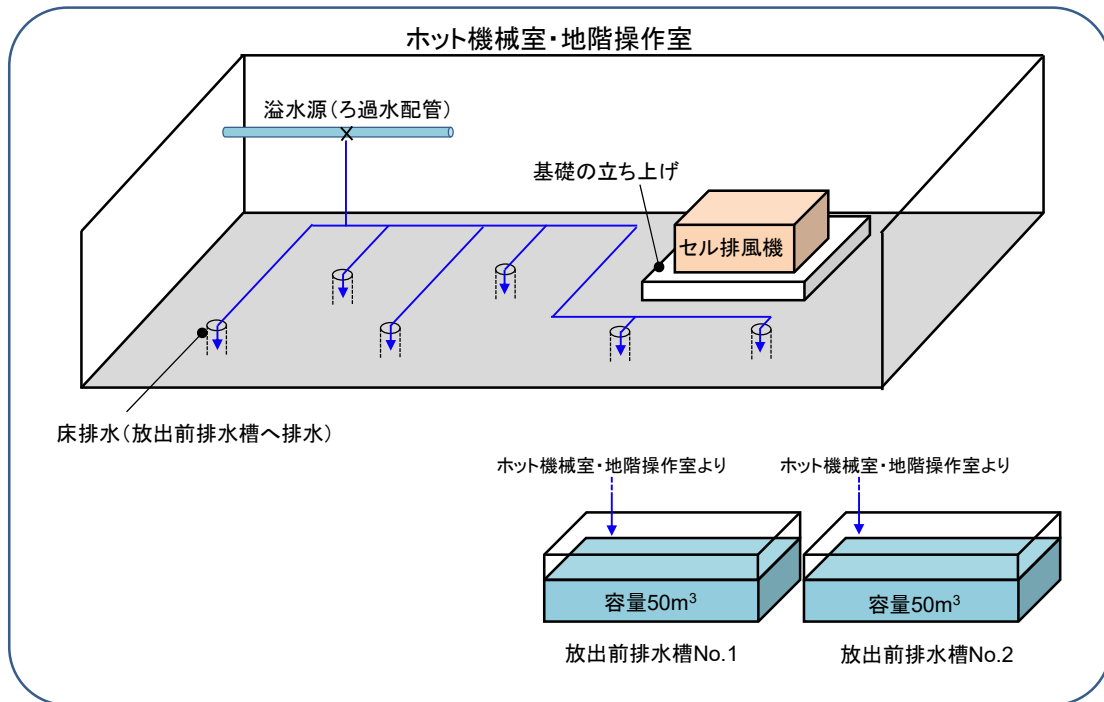 ホット機械室・地階操作室
溢水源(ろ過水配管)
基礎の立ち上げ
セル排風機
床排水(放出前排水槽へ排水)
ホット機械室・地階操作室より
ホット機械室・地階操作室より
容量50m³
容量50m³
放出前排水槽No.1
放出前排水槽No.2